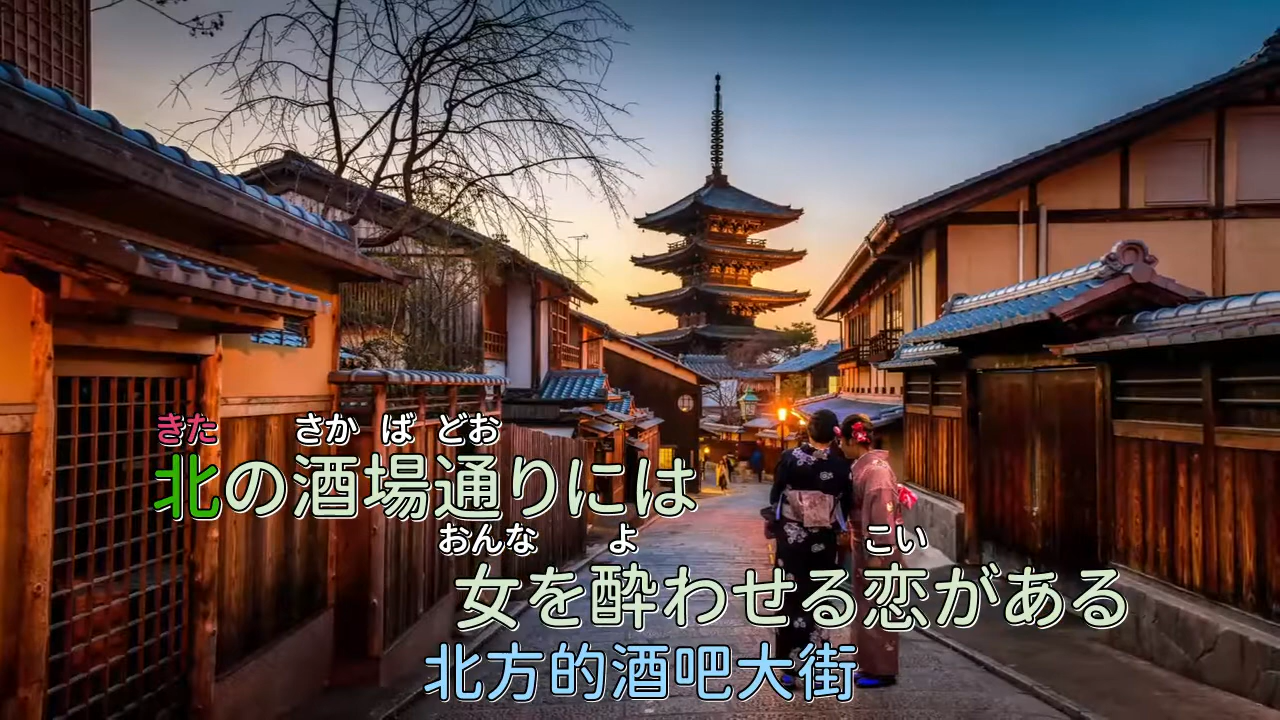 きた さか ば どお
北の酒場通りには
おんな よ こい
女を酔わせる恋がある
北方的酒吧大街